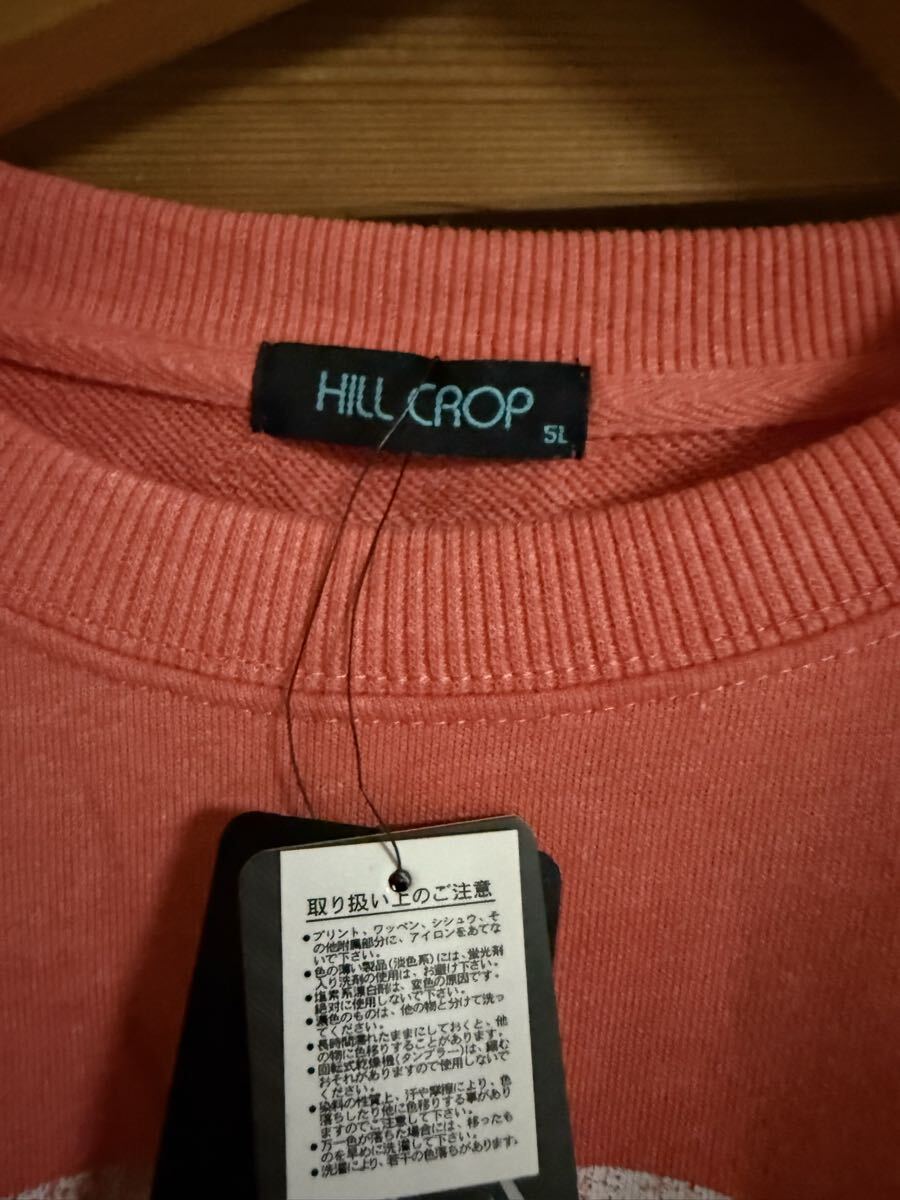 HILL CROP
5L
取り扱い上のご注意
●プリント、ワッペン、シシュウ、そ
の他附属部分に、アイロンをあてな
いで下さい。
●色の薄い製品(淡色系)には、蛍光剤
入り洗剤の使用は、お避け下さい。
●塩素系漂白剤は、変色の原因です。
絶対に使用しないで下さい。
●濃色のものは、他の物と分けて洗っ
てください。
●長時間濡れたままにしておくと、他
の物に色移りすることがあります。
●回転式乾燥機(タンブラー)は、縮む
おそれがありますので使用しないで
ください。
●染料の性質上、汗や摩擦により、色
落ちしたり他に色移りする事があり
ますのでご注意して下さい。
●万一色が落ちた場合には、移ったも
のを早めに洗濯して下さい。
●洗濯により、若干の色落ちがあります。